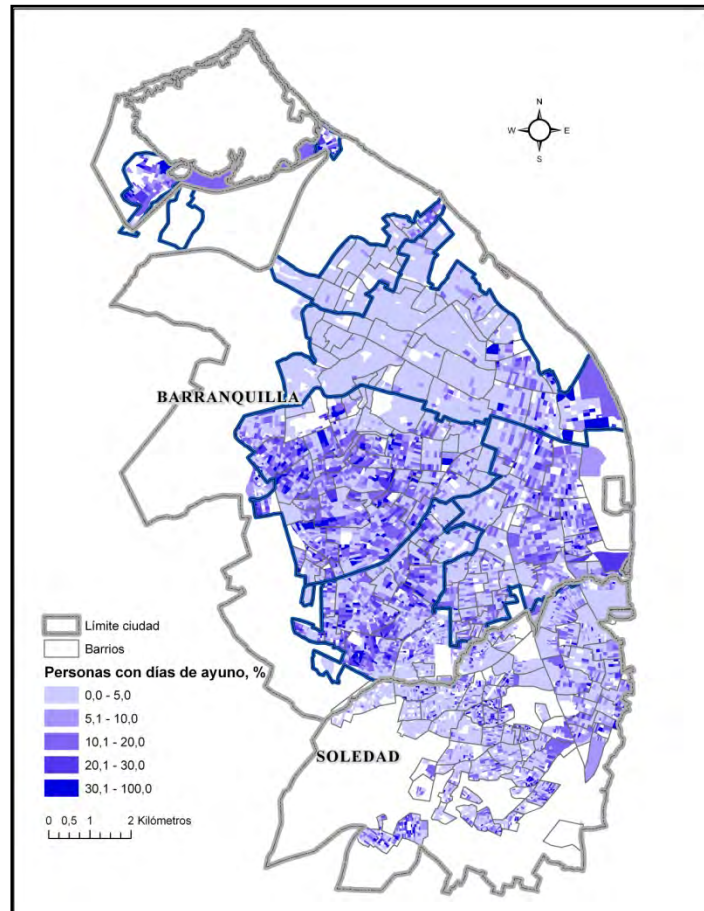 N
W E
S
BARRANQUILLA
Límite ciudad
Barrios
Personas con días de ayuno, %
0,0 - 5,0
5,1 - 10,0
10,1 - 20,0
20,1 - 30,0
30,1 - 100,0
SOLEDAD
0 0,5 1 2 Kilómetros